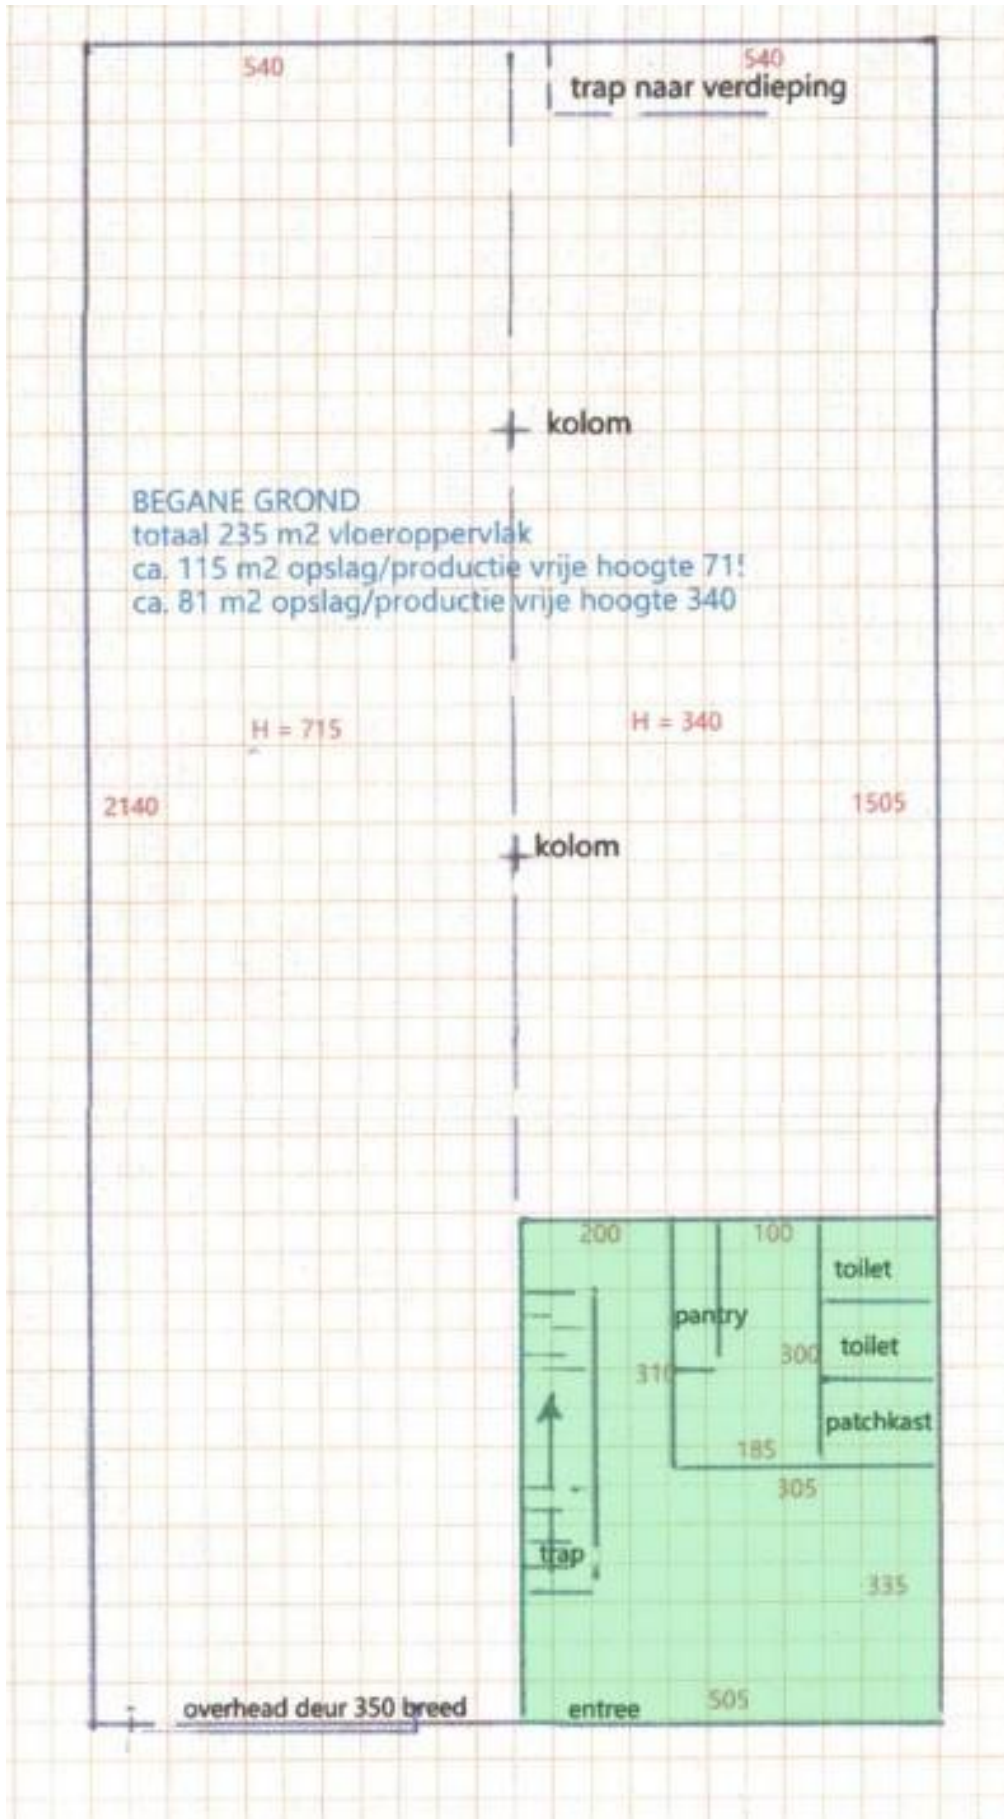 540
540
trap naar verdieping
kolom
BEGANE GROND
totaal 235 m2 vloeroppervlak
ca. 115 m2 opslag/productie vrije hoogte 71!
ca. 81 m2 opslag/productie vrije hoogte 340
H = 715
H = 340
2140
1505
kolom
200
100
toilet
pantry
toilet
300
310
patchkast
185
305
trap
335
505
overhead deur 350 breed
entree